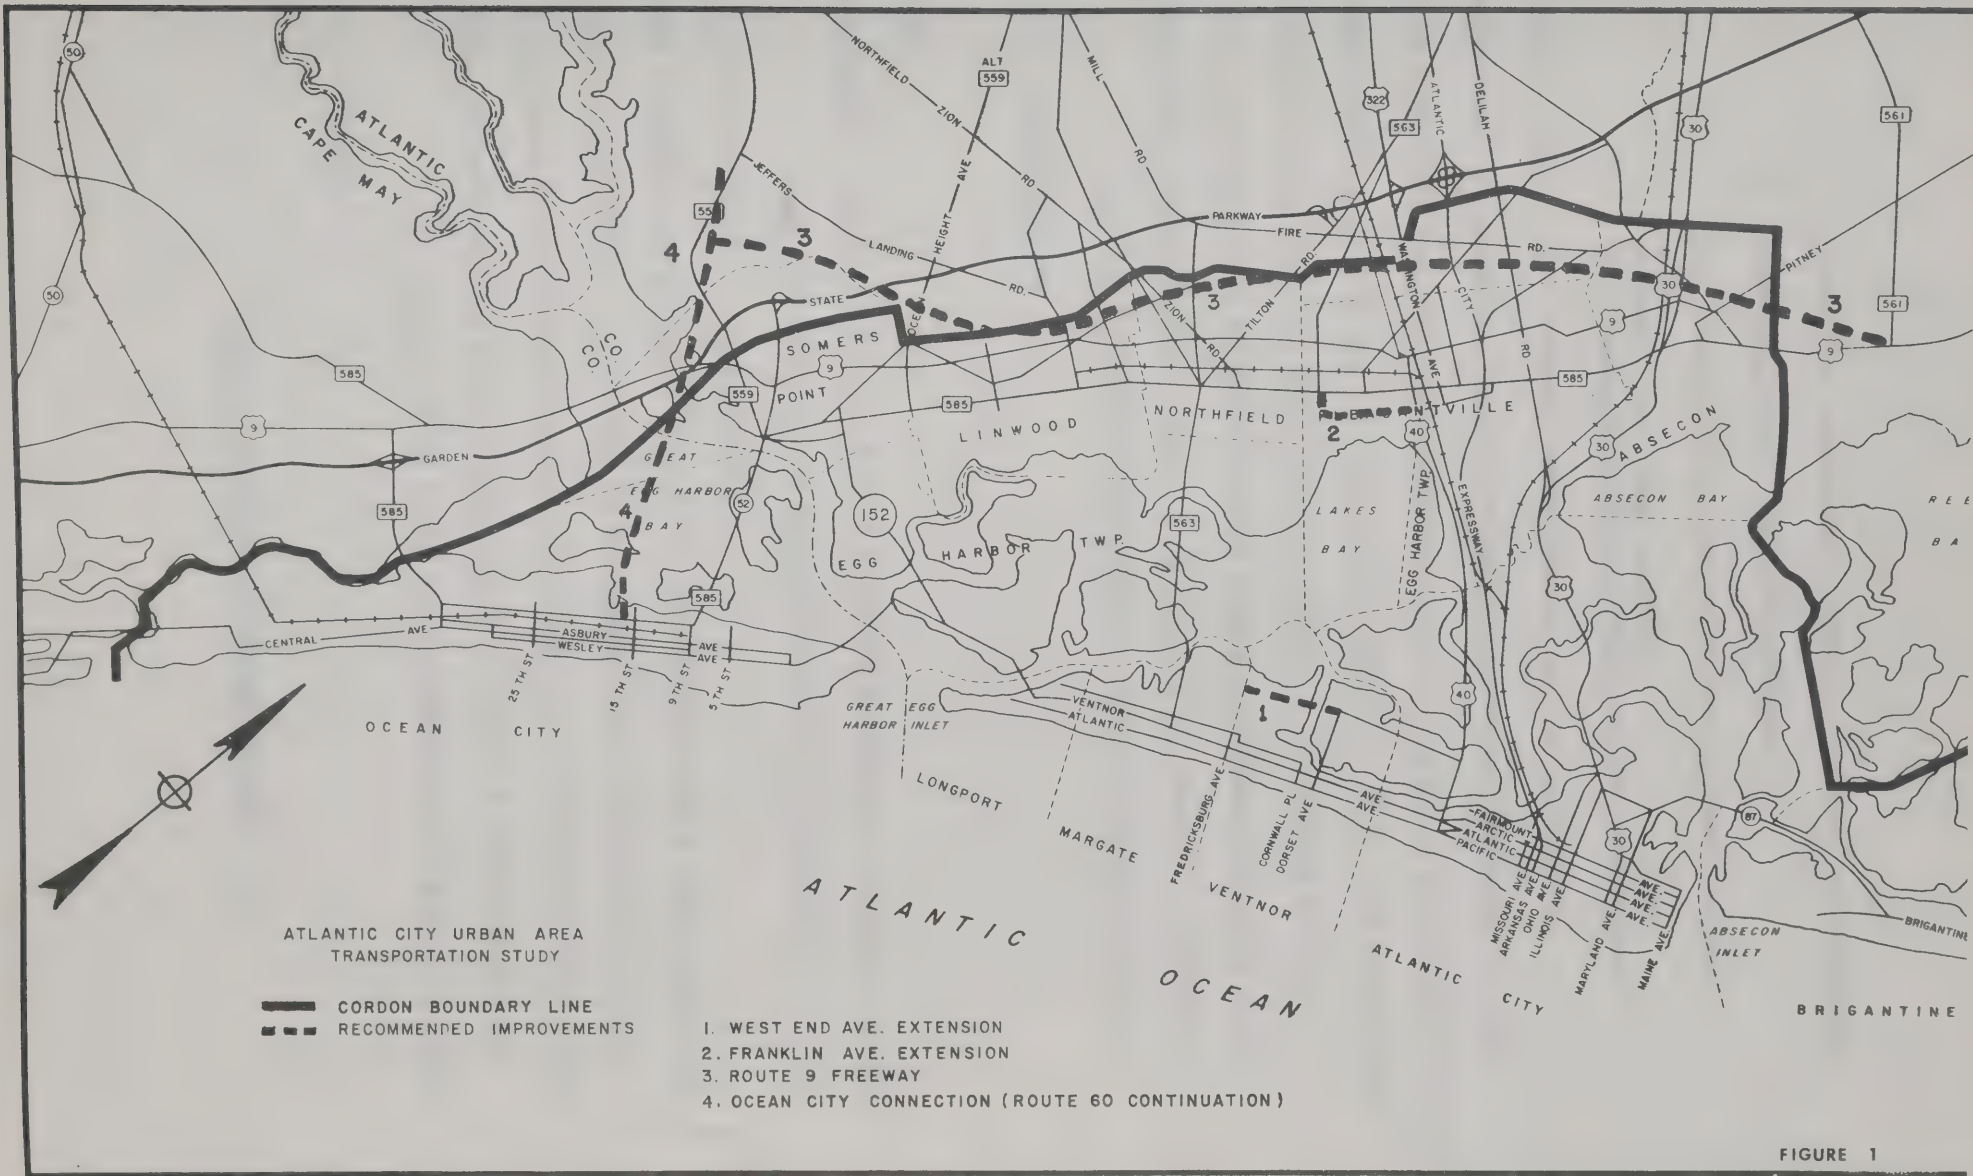 50
ATLANTIC
CAPE MAY
CO.
CO.
50
585
9
GARDEN
585
NORTHFIELD
ZION
RD
ALT
559
HEIGHT AVE
OCEAN
MILL
RD
JEFFERS
LANDING
RD.
4
3
STATE
PARKWAY
FIRE
RD.
322
563
ATLANTIC
CITY
DELILAH
RD
30
561
561
PITNEY
WASHINGTON
AVE
3
ZION
RD
TILTON
RD.
30
3
9
9
SOMERS
POINT
9
559
585
LINWOOD
NORTHFIELD
585
2
40
30
ABSECON
GREAT
EGG HARBOR
BAY
4
52
152
EGG
HARBOR
TWP.
563
LAKES
BAY
EGG HARBOR TWP.
EXPRESSWAY
ABSECON BAY
30
585
CENTRAL
AVE
ASBURY
AVE
WESLEY
AVE
25 TH ST
15 TH ST
9 TH ST
5 TH ST
OCEAN CITY
GREAT EGG
HARBOR INLET
LONGPORT
MARGATE
VENTNOR
ATLANTIC CITY
BRIGANTINE
VENTNOR
AVE
ATLANTIC
AVE
1
40
FREDRICKSBURG AVE
CORNWALL PL
DORSET AVE
FAIRMOUNT
AVE.
ARCTIC
AVE.
ATLANTIC
AVE.
PACIFIC
AVE.
MISSOURI AVE
ARKANSAS AVE
OHIO AVE
ILLINOIS AVE
30
MARYLAND AVE
MAINE AVE
87
BRIGANTINE
ABSECON
INLET
ATLANTIC
OCEAN
ATLANTIC CITY URBAN AREA
TRANSPORTATION STUDY
CORDON BOUNDARY LINE
RECOMMENDED IMPROVEMENTS
1. WEST END AVE. EXTENSION
2. FRANKLIN AVE. EXTENSION
3. ROUTE 9 FREEWAY
4. OCEAN CITY CONNECTION (ROUTE 60 CONTINUATION)
FIGURE 1